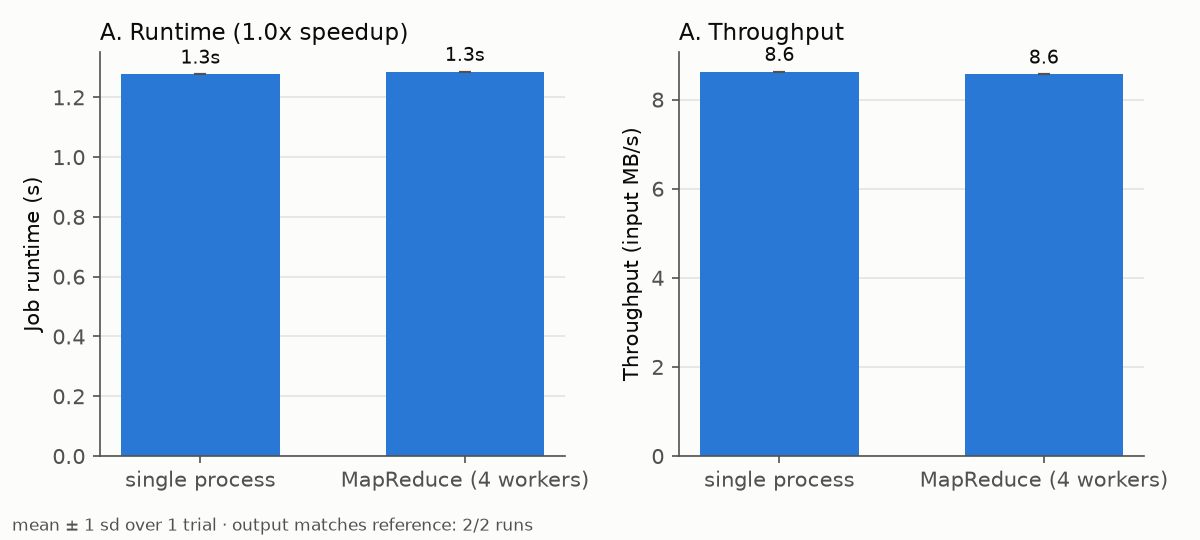 A. Runtime (1.0x speedup)
1.3s
1.3s
Job runtime (s)
1.2
1.0
0.8
0.6
0.4
0.2
0.0
single process
MapReduce (4 workers)
A. Throughput
8.6
8.6
Throughput (input MB/s)
8
6
4
2
0
single process
MapReduce (4 workers)
mean ± 1 sd over 1 trial · output matches reference: 2/2 runs